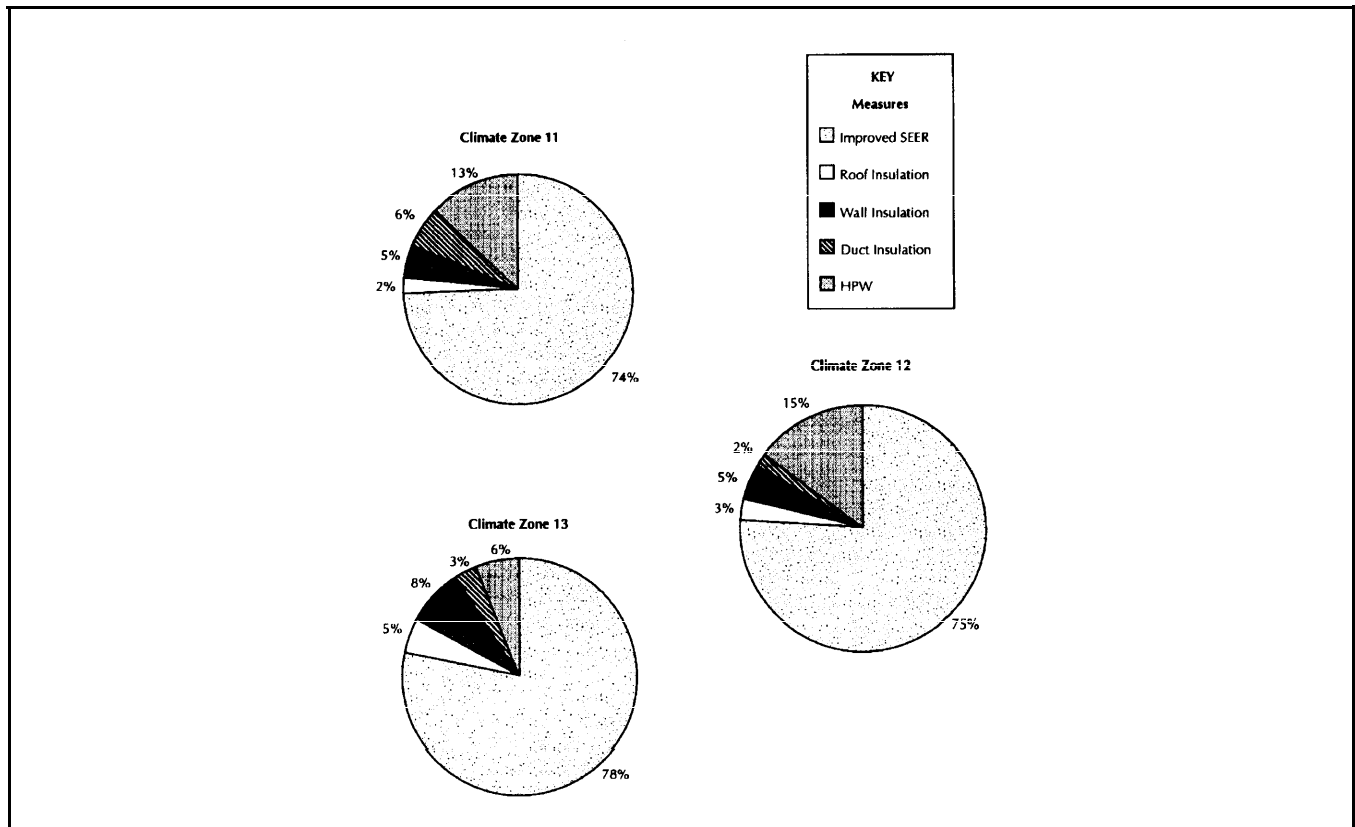 KEY
Measures
Improved SEER
Roof Insulation
Wall Insulation
Duct Insulation
HPW
Climate Zone 11
13%
6%
5%
2%
74%
Climate Zone 12
15%
2%
5%
3%
75%
Climate Zone 13
6%
3%
8%
5%
78%